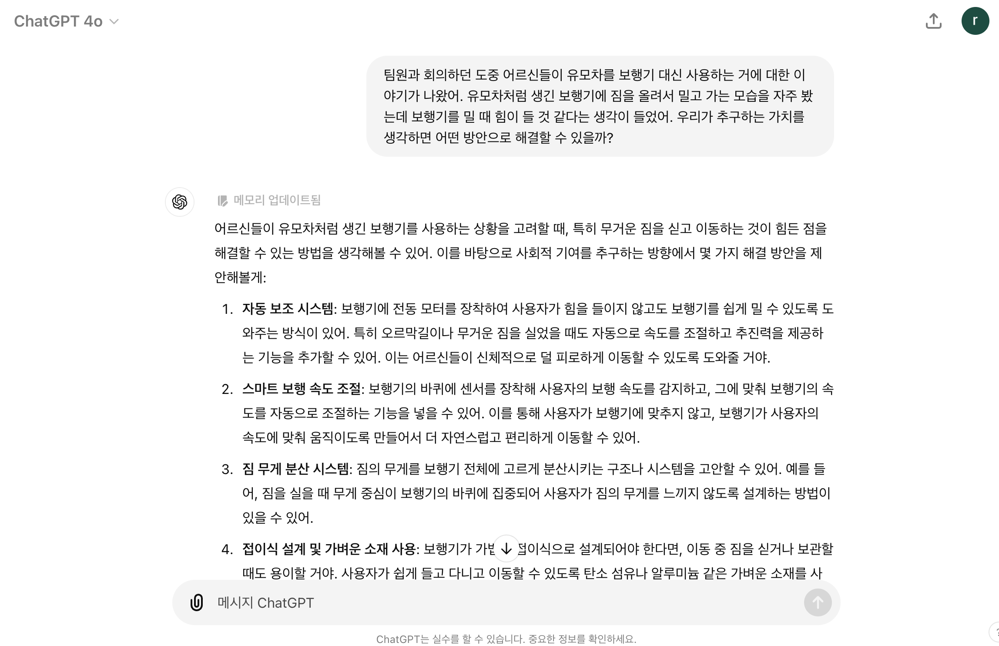 ChatGPT 4o
r
팀원과 회의하던 도중 어르신들이 유모차를 보행기 대신 사용하는 거에 대한 이
야기가 나왔어. 유모차처럼 생긴 보행기에 짐을 올려서 밀고 가는 모습을 자주 봤
는데 보행기를 밀 때 힘이 들 것 같다는 생각이 들었어. 우리가 추구하는 가치를
생각하면 어떤 방안으로 해결할 수 있을까?
메모리 업데이트됨
어르신들이 유모차처럼 생긴 보행기를 사용하는 상황을 고려할 때, 특히 무거운 짐을 싣고 이동하는 것이 힘든 점을
해결할 수 있는 방법을 생각해볼 수 있어. 이를 바탕으로 사회적 기여를 추구하는 방향에서 몇 가지 해결 방안을 제
안해볼게:
1. 자동 보조 시스템: 보행기에 전동 모터를 장착하여 사용자가 힘을 들이지 않고도 보행기를 쉽게 밀 수 있도록 도
와주는 방식이 있어. 특히 오르막길이나 무거운 짐을 실었을 때도 자동으로 속도를 조절하고 추진력을 제공하
는 기능을 추가할 수 있어. 이는 어르신들이 신체적으로 덜 피로하게 이동할 수 있도록 도와줄 거야.
2. 스마트 보행 속도 조절: 보행기의 바퀴에 센서를 장착해 사용자의 보행 속도를 감지하고, 그에 맞춰 보행기의 속
도를 자동으로 조절하는 기능을 넣을 수 있어. 이를 통해 사용자가 보행기에 맞추지 않고, 보행기가 사용자의
속도에 맞춰 움직이도록 만들어서 더 자연스럽고 편리하게 이동할 수 있어.
3. 짐 무게 분산 시스템: 짐의 무게를 보행기 전체에 고르게 분산시키는 구조나 시스템을 고안할 수 있어. 예를 들
어, 짐을 실을 때 무게 중심이 보행기의 바퀴에 집중되어 사용자가 짐의 무게를 느끼지 않도록 설계하는 방법이
있을 수 있어.
4. 접이식 설계 및 가벼운 소재 사용: 보행기가 접이식으로 설계되어야 한다면, 이동 중 짐을 싣거나 보관할
때도 용이할 거야. 사용자가 쉽게 들고 다니고 이동할 수 있도록 탄소 섬유나 알루미늄 같은 가벼운 소재를 사
메시지 ChatGPT
ChatGPT는 실수를 할 수 있습니다. 중요한 정보를 확인하세요.
?